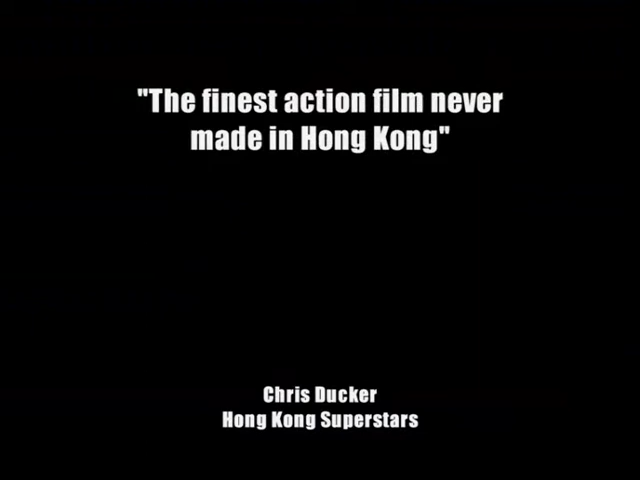 "The finest action film never
made in Hong Kong"
Chris Ducker
Hong Kong Superstars